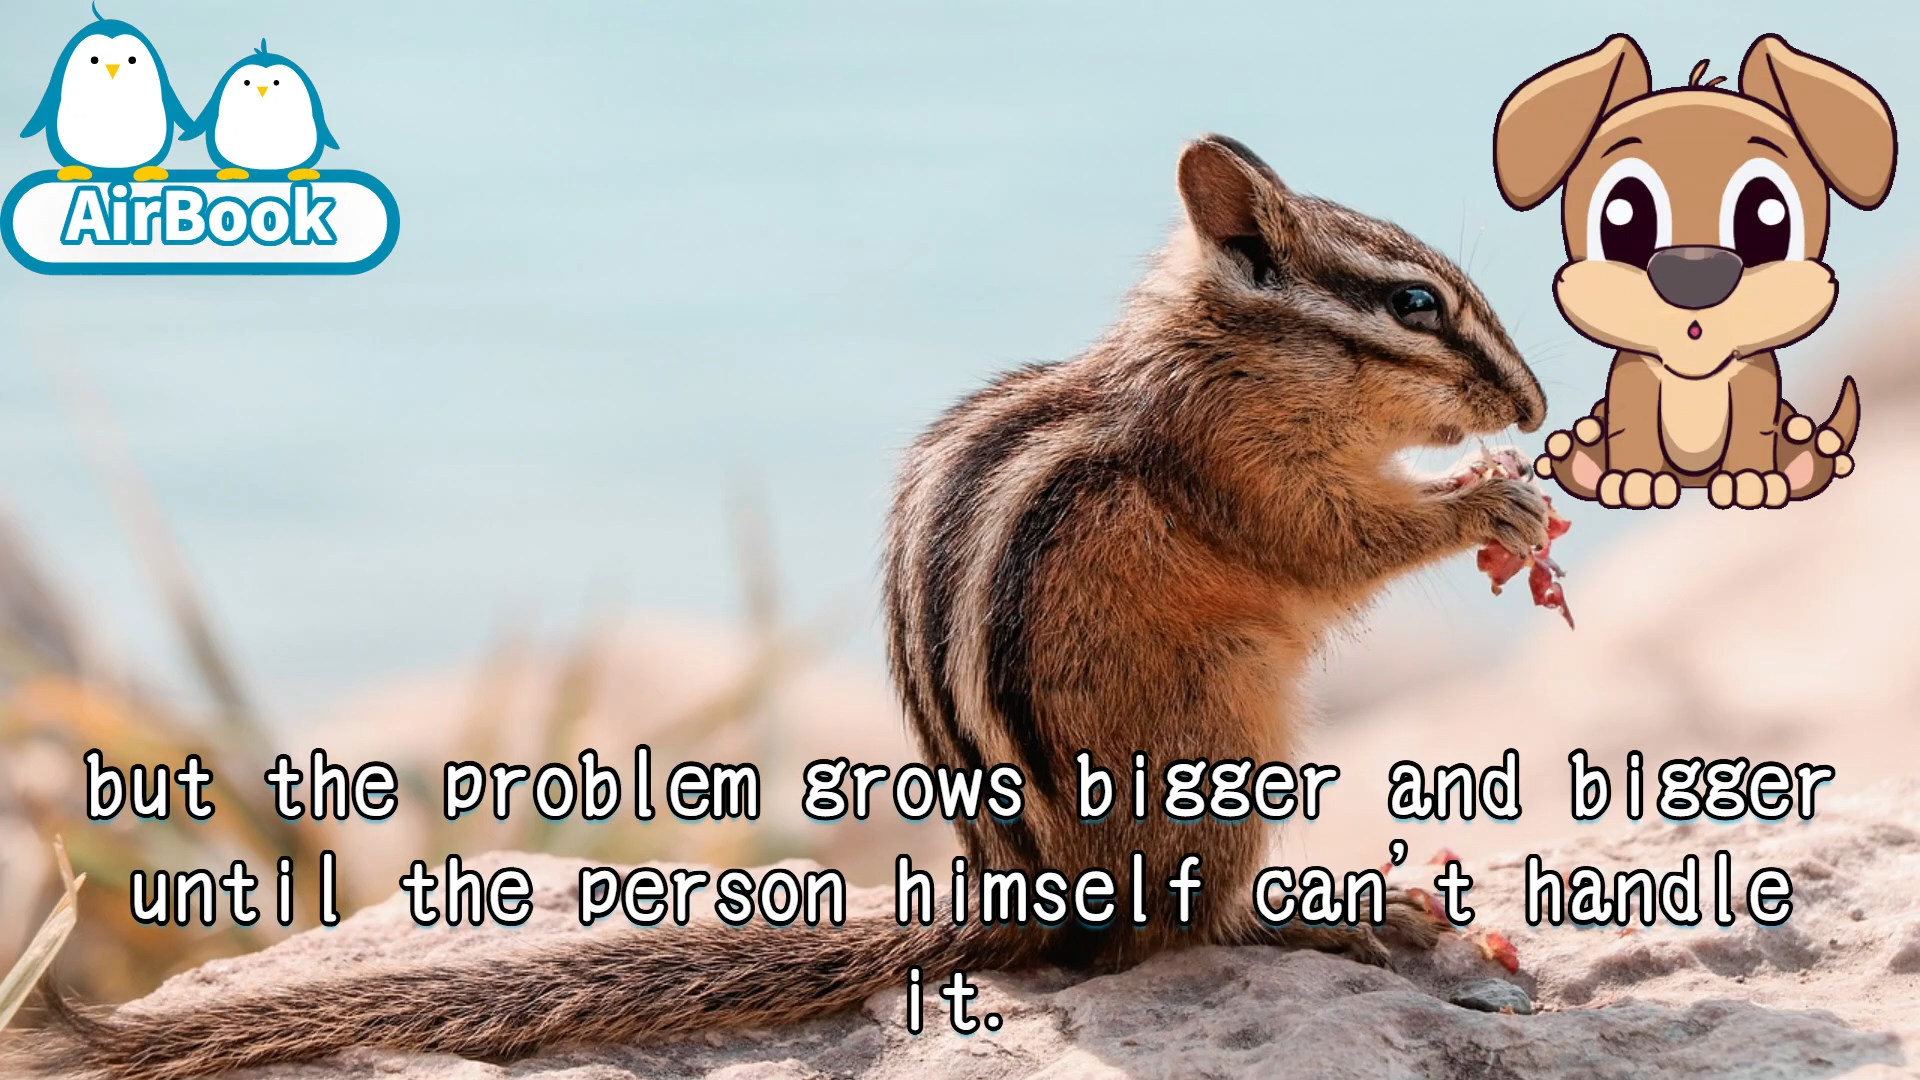 AirBook
but the problem grows bigger and bigger
until the person himself can't handle
it.